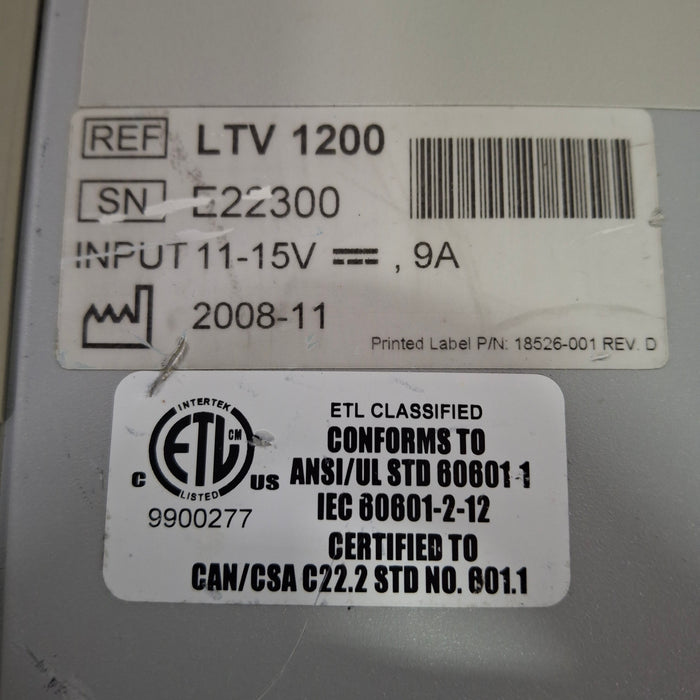 REF LTV 1200
SN E22300
INPUT 11-15V ⎓, 9A
2008-11
Printed Label P/N: 18526-001 REV. D
INTERTEK
ETL CM
C US
LISTED
9900277
ETL CLASSIFIED
CONFORMS TO
ANSI/UL STD 60601-1
IEC 60601-2-12
CERTIFIED TO
CAN/CSA C22.2 STD NO. 601.1